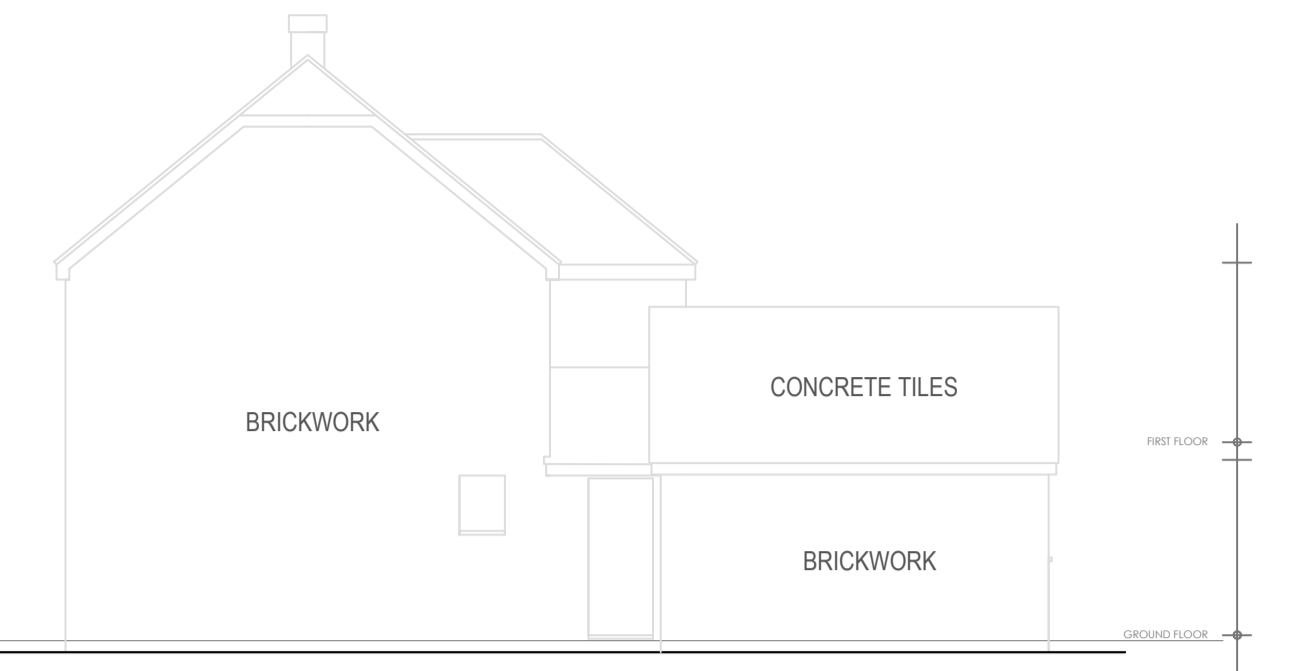 CONCRETE TILES
BRICKWORK
FIRST FLOOR
BRICKWORK
GROUND FLOOR